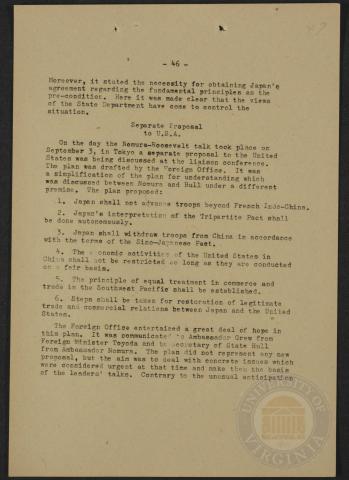 - 46 -
Moreover, it stated the necessity for obtaining Japan's
agreement regarding the fundamental principles as the
pre-condition. Here it was made clear that the views
of the State Department have come to control the
situation.
Separate Proposal
to U.S.A.
On the day the Nomura-Roosevelt talk took place on
September 3, in Tokyo a separate proposal to the United
States was being discussed at the liaison conference.
The plan was drafted by the Foreign Office. It was
a simplification of the plan for understanding which
was discussed between Nomura and Hull under a different
premise. The plan proposed:
1. Japan shall not advance troops beyond French Indo-China.
2. Japan's interpretation of the Tripartite Pact shall
be done autonomously.
3. Japan shall withdraw troops from China in accordance
with the terms of the Sino-Japanese Pact.
4. The economic activities of the United States in
China shall not be restricted so long as they are conducted
on a fair basis.
5. The principle of equal treatment in commerce and
trade in the Southwest Pacific shall be established.
6. Steps shall be taken for restoration of legitimate
trade and commercial relations between Japan and the United
States.
The Foreign Office entertained a great deal of hope in
this plan. It was communicated to Ambassador Grew from
Foreign Minister Toyoda and to Secretary of State Hull
from Ambassador Nomura. The plan did not represent any new
proposal, but the aim was to deal with concrete issues which
were considered urgent at that time and make them the basis
of the leaders' talks. Contrary to the unusual anticipation
UNIVERSITY OF VIRGINIA